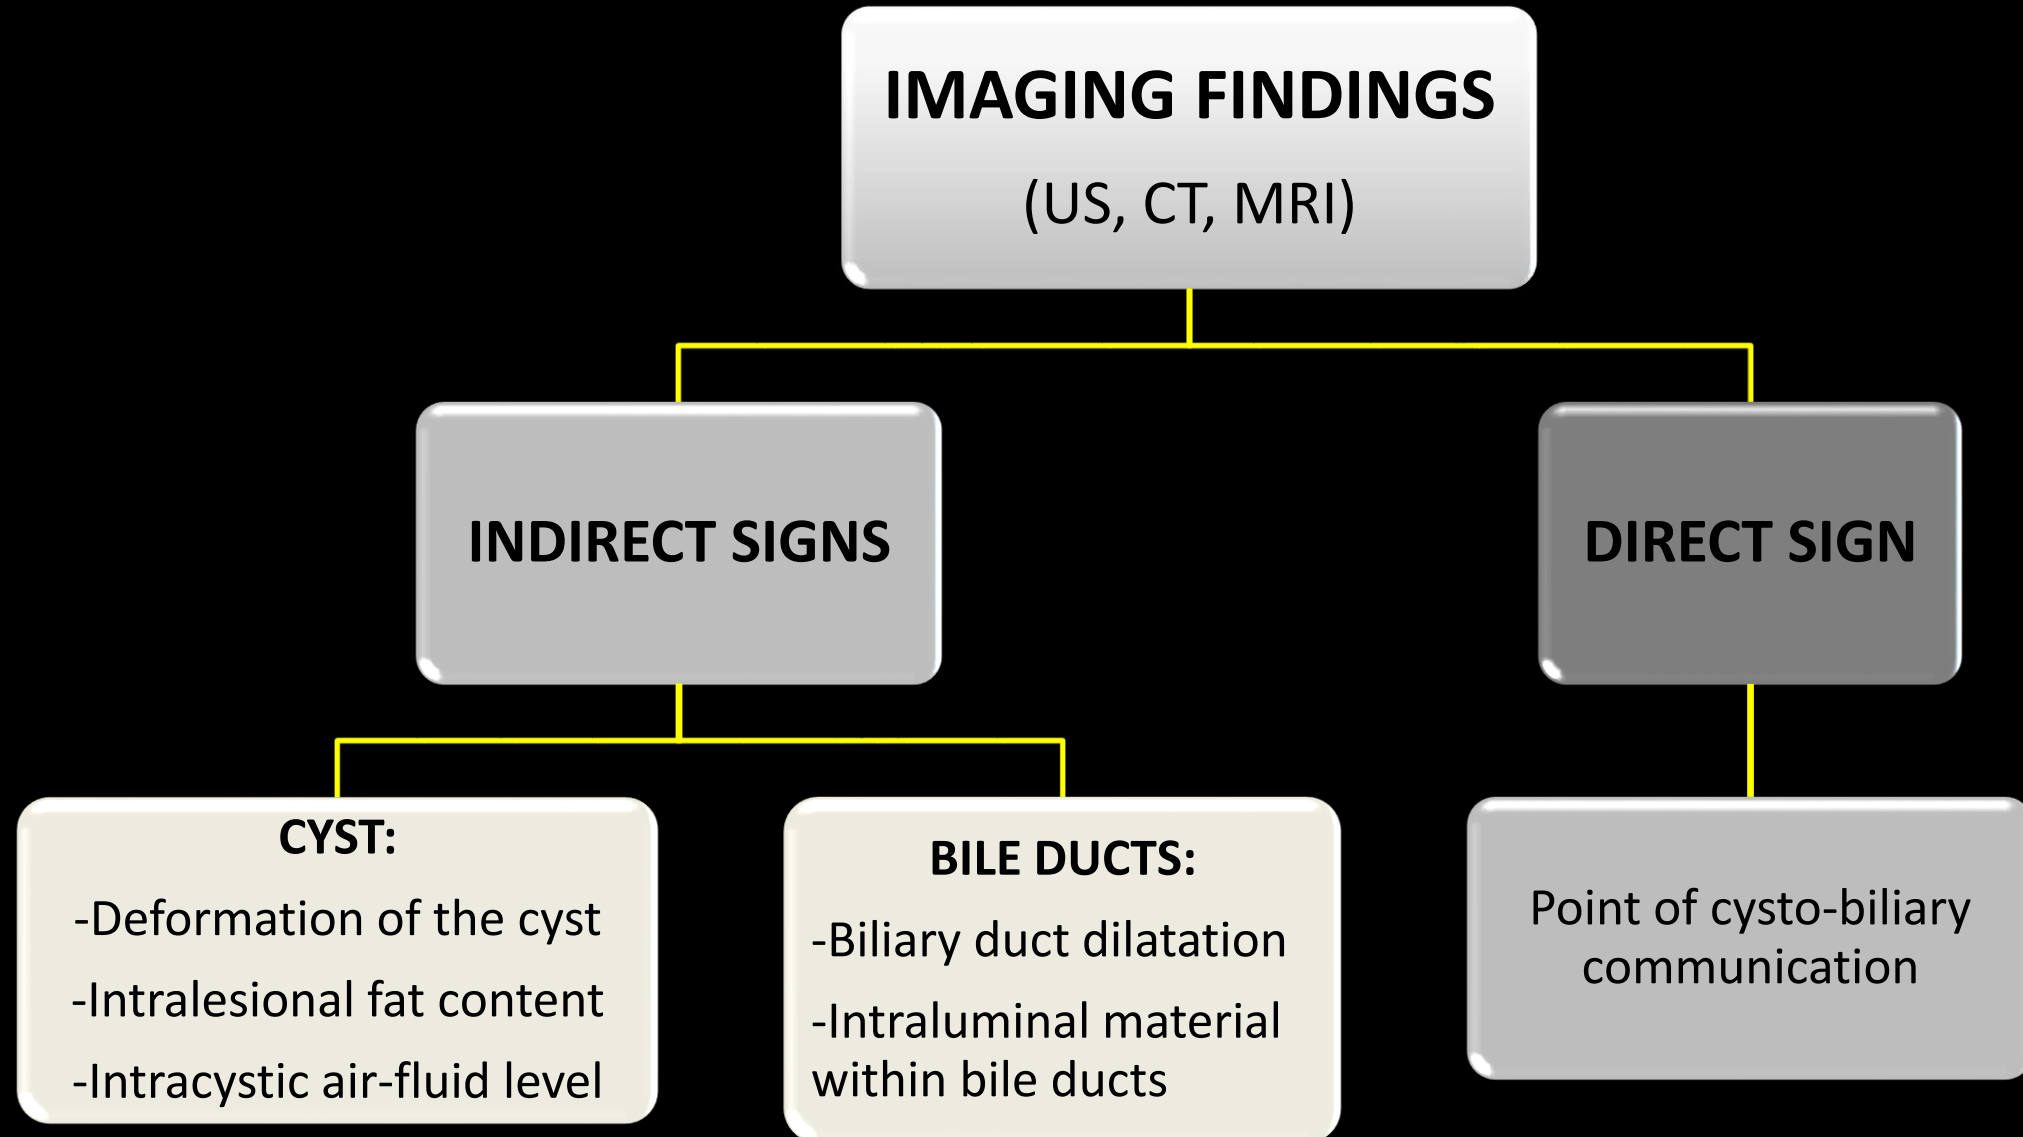 IMAGING FINDINGS
(US, CT, MRI)
INDIRECT SIGNS
DIRECT SIGN
CYST:
-Deformation of the cyst
-Intralesional fat content
-Intracystic air-fluid level
BILE DUCTS:
-Biliary duct dilatation
-Intraluminal material
within bile ducts
Point of cysto-biliary
communication